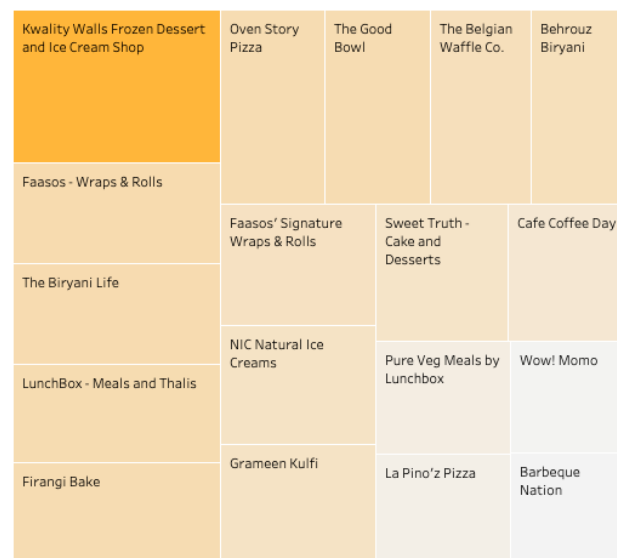 Kwality Walls Frozen Dessert
and Ice Cream Shop
Faasos - Wraps & Rolls
The Biryani Life
LunchBox - Meals and Thalis
Firangi Bake
Oven Story
Pizza
The Good
Bowl
The Belgian
Waffle Co.
Behrouz
Biryani
Faasos’ Signature
Wraps & Rolls
NIC Natural Ice
Creams
Grameen Kulfi
Sweet Truth -
Cake and
Desserts
Cafe Coffee Day
Pure Veg Meals by
Lunchbox
Wow! Momo
La Pino’z Pizza
Barbeque
Nation